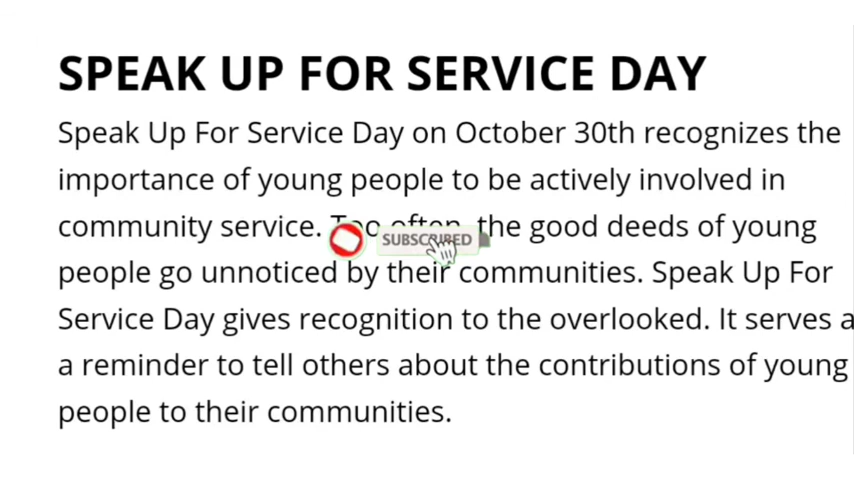 SPEAK UP FOR SERVICE DAY
Speak Up For Service Day on October 30th recognizes the
importance of young people to be actively involved in
community service. Too often, the good deeds of young
SUBSCRIBED
people go unnoticed by their communities. Speak Up For
Service Day gives recognition to the overlooked. It serves a
a reminder to tell others about the contributions of young
people to their communities.